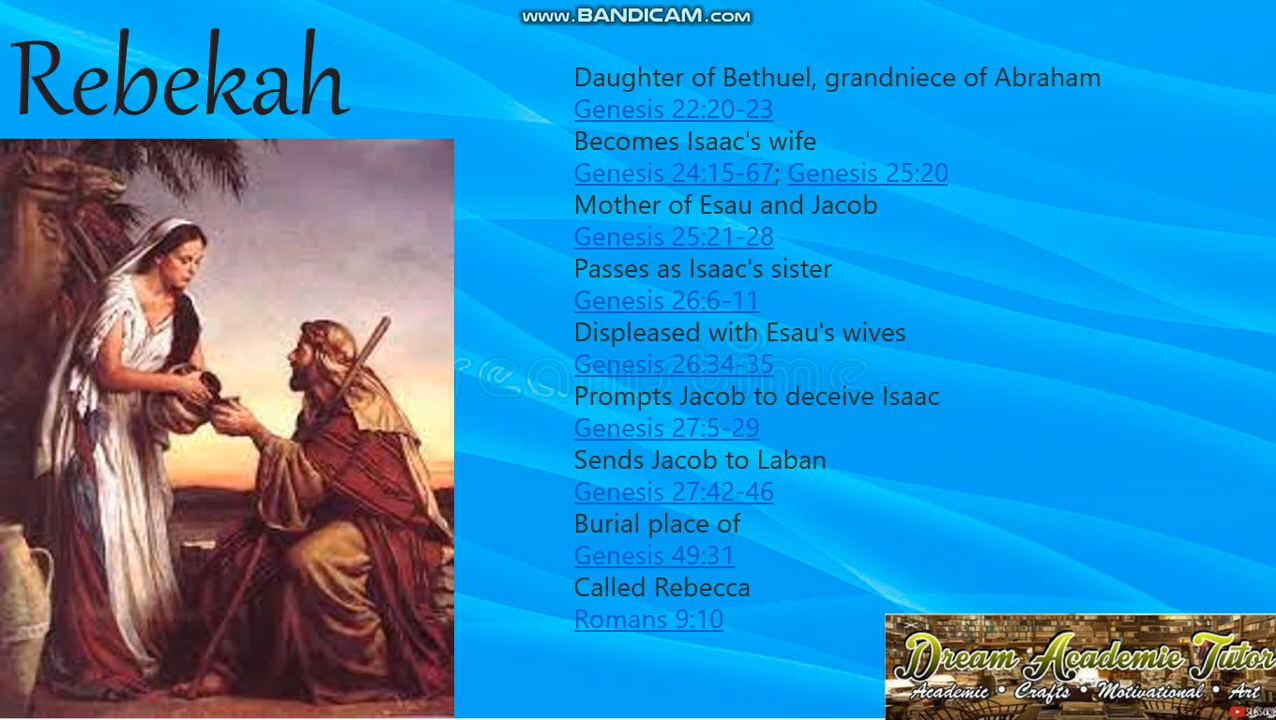 www.BANDICAM.com
Rebekah
Daughter of Bethuel, grandniece of Abraham
Genesis 22:20-23
Becomes Isaac's wife
Genesis 24:15-67; Genesis 25:20
Mother of Esau and Jacob
Genesis 25:21-28
Passes as Isaac's sister
Genesis 26:6-11
Displeased with Esau's wives
Genesis 26:34-35
Prompts Jacob to deceive Isaac
Genesis 27:5-29
Sends Jacob to Laban
Genesis 27:42-46
Burial place of
Genesis 49:31
Called Rebecca
Romans 9:10
Dream Academic Tutor
Academic • Crafts • Motivational • Art